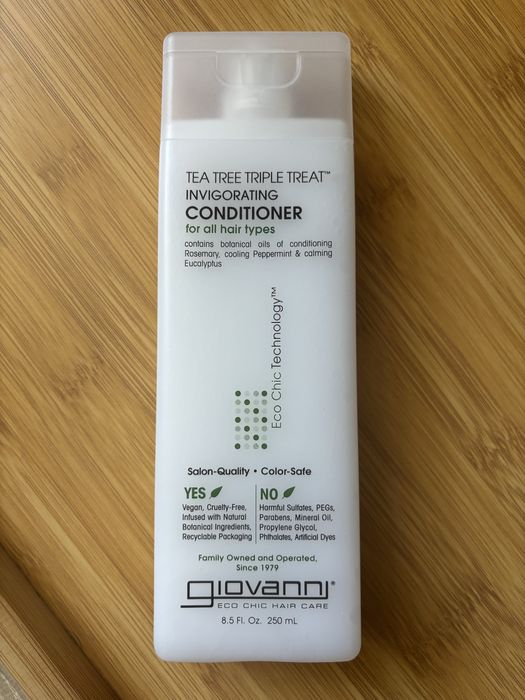 TEA TREE TRIPLE TREAT™
INVIGORATING
CONDITIONER
for all hair types
contains botanical oils of conditioning
Rosemary, cooling Peppermint & calming
Eucalyptus
Eco Chic Technology™
Salon-Quality • Color-Safe
YES
Vegan, Cruelty-Free,
Infused with Natural
Botanical Ingredients,
Recyclable Packaging
NO
Harmful Sulfates, PEGs,
Parabens, Mineral Oil,
Propylene Glycol,
Phthalates, Artificial Dyes
Family Owned and Operated,
Since 1979
giovanni®
ECO CHIC HAIR CARE
8.5 Fl. Oz. 250 mL